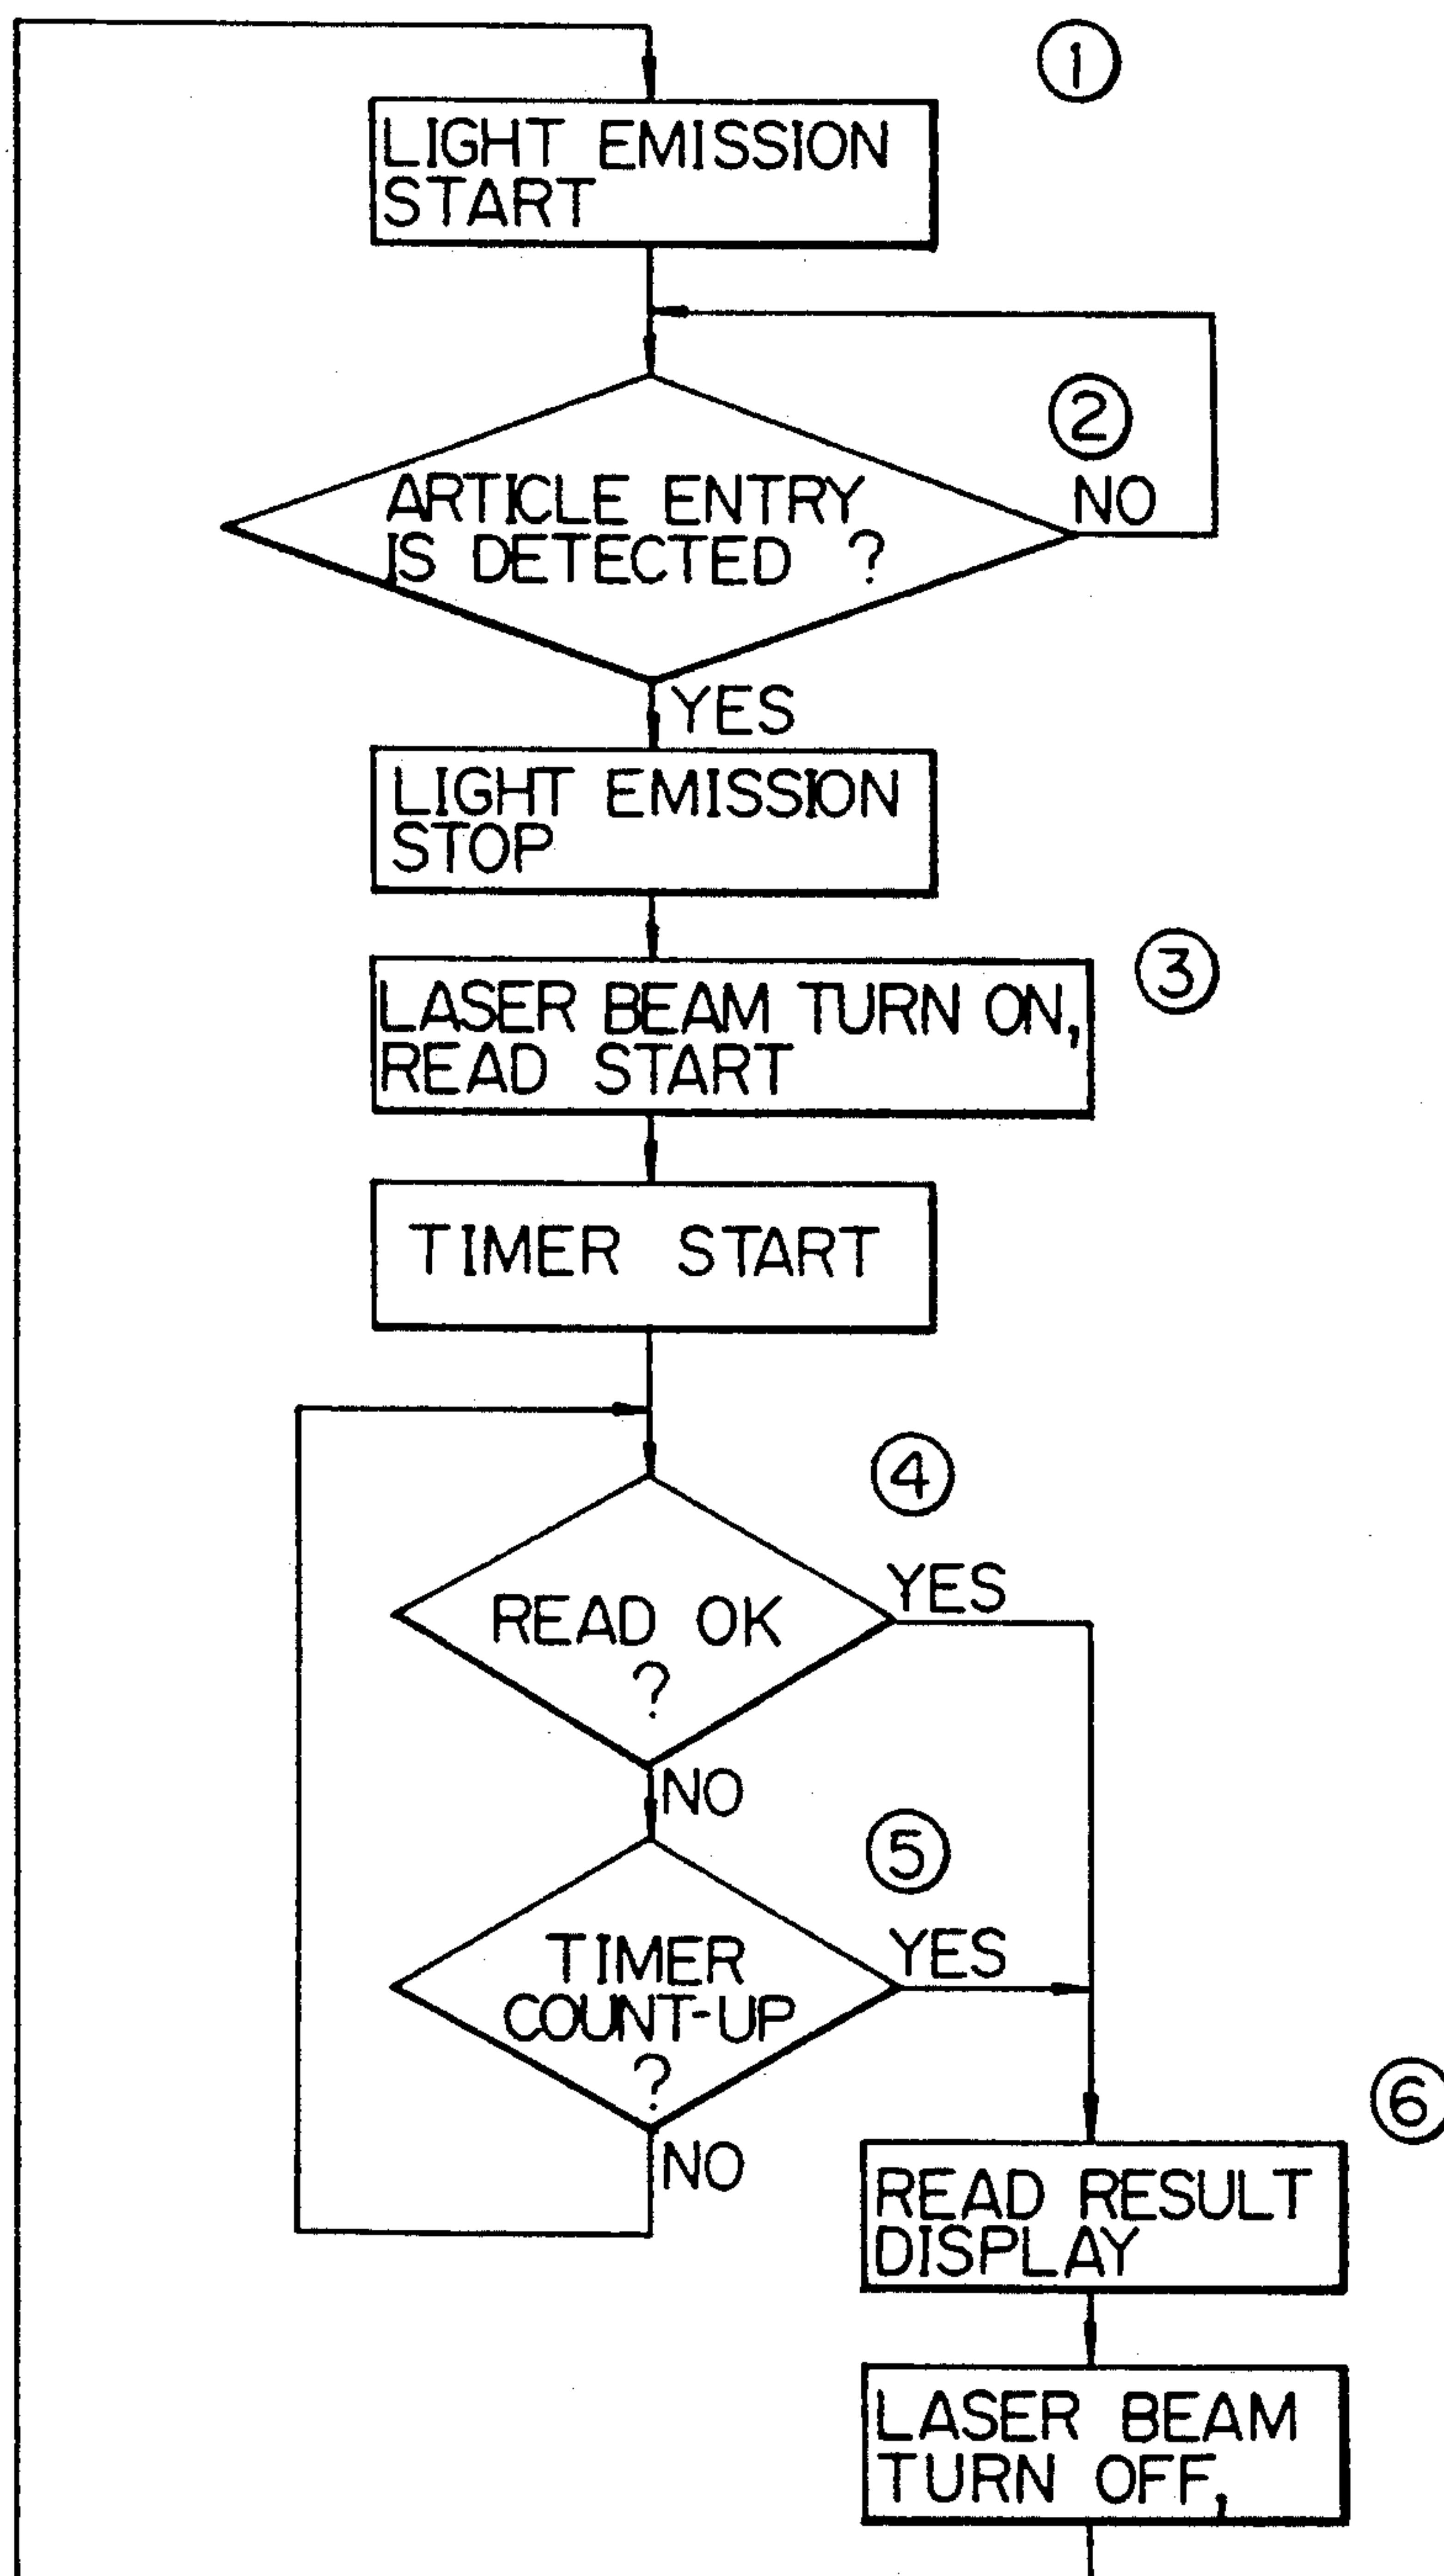 ①
LIGHT EMISSION
START
②
NO
ARTICLE ENTRY
IS DETECTED ?
YES
LIGHT EMISSION
STOP
③
LASER BEAM TURN ON,
READ START
TIMER START
④
YES
READ OK
?
NO
⑤
YES
TIMER
COUNT-UP
?
NO
⑥
READ RESULT
DISPLAY
LASER BEAM
TURN OFF,